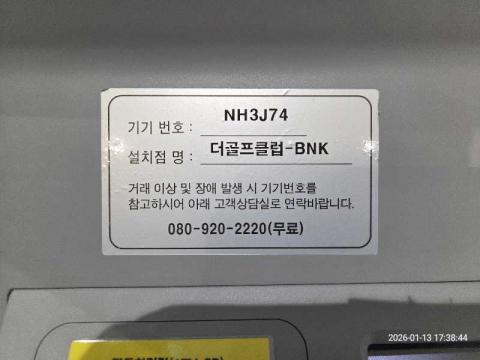 기기 번호 : NH3J74
설치점 명 : 더골프클럽-BNK
거래 이상 및 장애 발생 시 기기번호를
참고하시어 아래 고객상담실로 연락바랍니다.
080-920-2220(무료)
2026-01-13 17:38:44